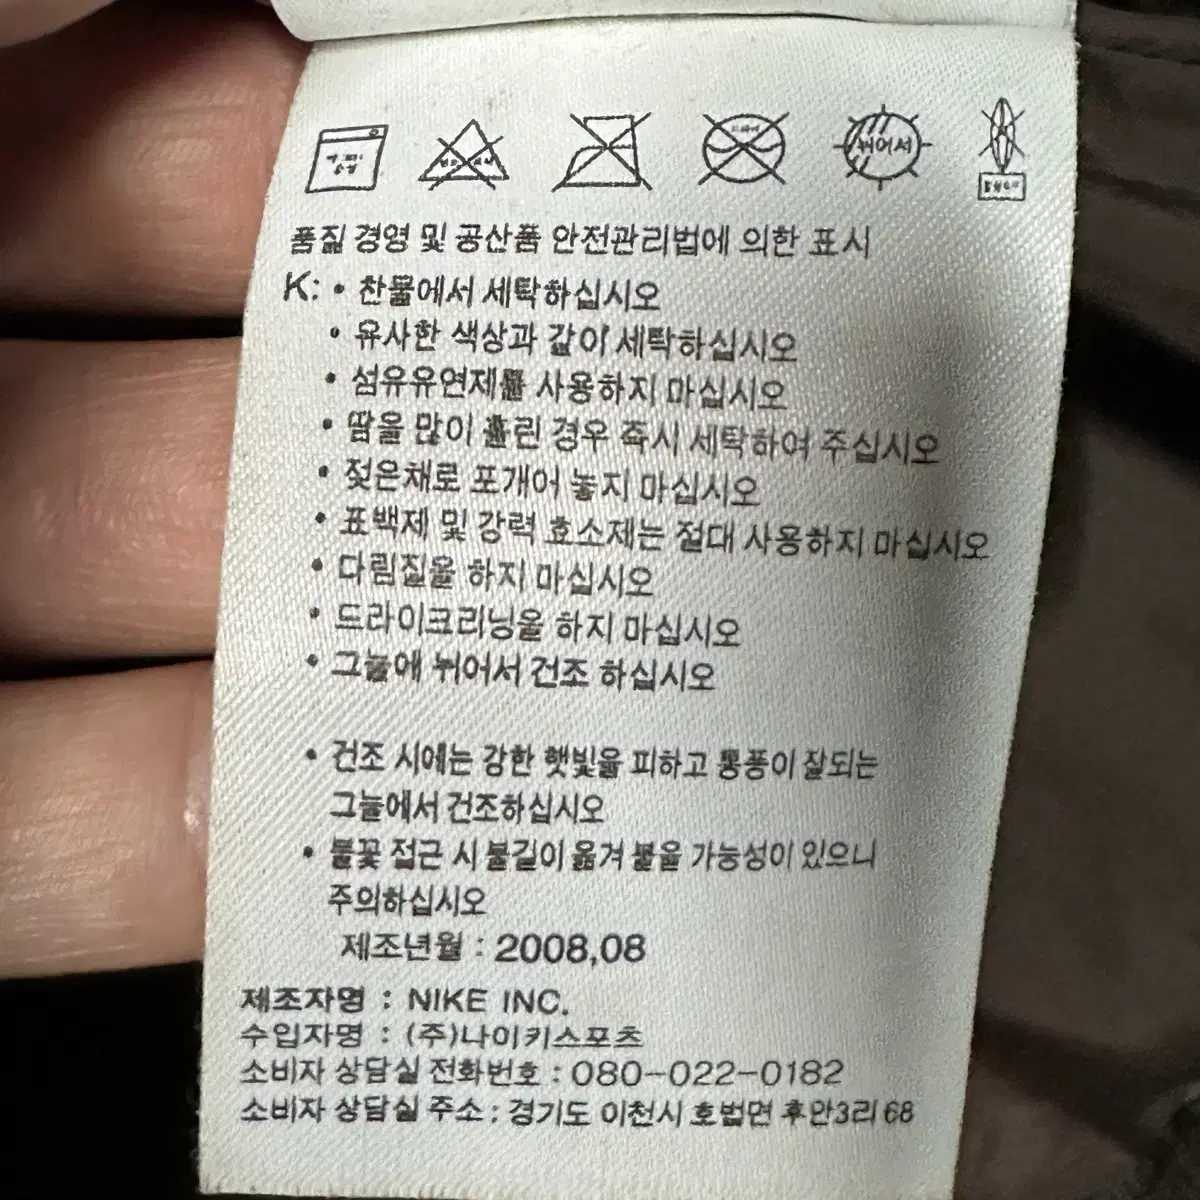 뉘어서
품질 경영 및 공산품 안전관리법에 의한 표시
K: • 찬물에서 세탁하십시오
• 유사한 색상과 같이 세탁하십시오
• 섬유유연제를 사용하지 마십시오
• 땀을 많이 흘린 경우 즉시 세탁하여 주십시오
• 젖은채로 포개어 놓지 마십시오
• 표백제 및 강력 효소제는 절대 사용하지 마십시오
• 다림질을 하지 마십시오
• 드라이크리닝을 하지 마십시오
• 그늘에 뉘어서 건조 하십시오
• 건조 시에는 강한 햇빛을 피하고 통풍이 잘되는
그늘에서 건조하십시오
• 불꽃 접근 시 불길이 옮겨 붙을 가능성이 있으니
주의하십시오
제조년월 : 2008,08
제조자명 : NIKE INC.
수입자명 : (주)나이키스포츠
소비자 상담실 전화번호 : 080-022-0182
소비자 상담실 주소 : 경기도 이천시 호법면 후안3리 68